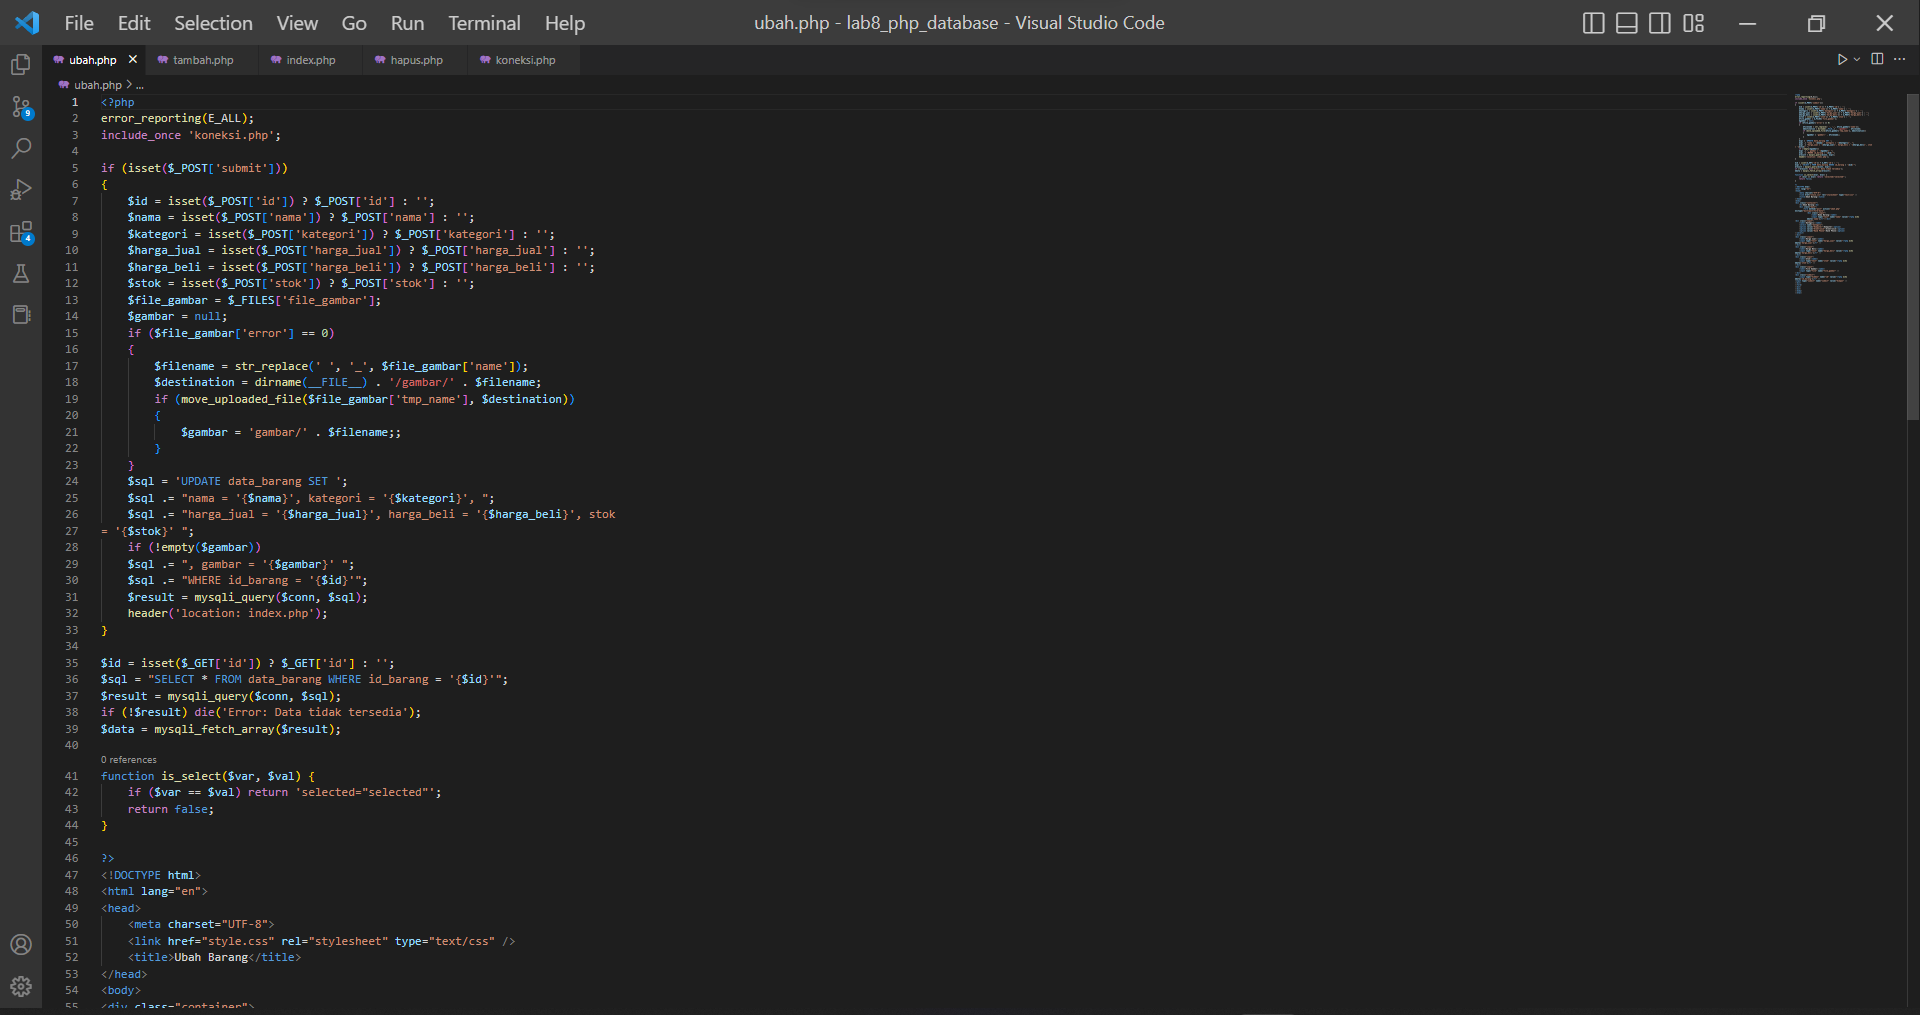 File Edit Selection View Go Run Terminal Help ubah.php - lab8_php_database - Visual Studio Code
ubah.php tambah.php index.php hapus.php koneksi.php
ubah.php > ...
1 <?php
2 error_reporting(E_ALL);
3 include_once 'koneksi.php';
4
5 if (isset($_POST['submit']))
6 {
7 $id = isset($_POST['id']) ? $_POST['id'] : '';
8 $nama = isset($_POST['nama']) ? $_POST['nama'] : '';
9 $kategori = isset($_POST['kategori']) ? $_POST['kategori'] : '';
10 $harga_jual = isset($_POST['harga_jual']) ? $_POST['harga_jual'] : '';
11 $harga_beli = isset($_POST['harga_beli']) ? $_POST['harga_beli'] : '';
12 $stok = isset($_POST['stok']) ? $_POST['stok'] : '';
13 $file_gambar = $_FILES['file_gambar'];
14 $gambar = null;
15 if ($file_gambar['error'] == 0)
16 {
17 $filename = str_replace(' ', '_', $file_gambar['name']);
18 $destination = dirname(__FILE__) . '/gambar/' . $filename;
19 if (move_uploaded_file($file_gambar['tmp_name'], $destination))
20 {
21 $gambar = 'gambar/' . $filename;;
22 }
23 }
24 $sql = 'UPDATE data_barang SET ';
25 $sql .= "nama = '{$nama}', kategori = '{$kategori}', ";
26 $sql .= "harga_jual = '{$harga_jual}', harga_beli = '{$harga_beli}', stok
27 = '{$stok}' ";
28 if (!empty($gambar))
29 $sql .= ", gambar = '{$gambar}' ";
30 $sql .= "WHERE id_barang = '{$id}'";
31 $result = mysqli_query($conn, $sql);
32 header('location: index.php');
33 }
34
35 $id = isset($_GET['id']) ? $_GET['id'] : '';
36 $sql = "SELECT * FROM data_barang WHERE id_barang = '{$id}'";
37 $result = mysqli_query($conn, $sql);
38 if (!$result) die('Error: Data tidak tersedia');
39 $data = mysqli_fetch_array($result);
40
0 references
41 function is_select($var, $val) {
42 if ($var == $val) return 'selected="selected"';
43 return false;
44 }
45
46 ?>
47 <!DOCTYPE html>
48 <html lang="en">
49 <head>
50 <meta charset="UTF-8">
51 <link href="style.css" rel="stylesheet" type="text/css" />
52 <title>Ubah Barang</title>
53 </head>
54 <body>
55 <div class="container">
9
4